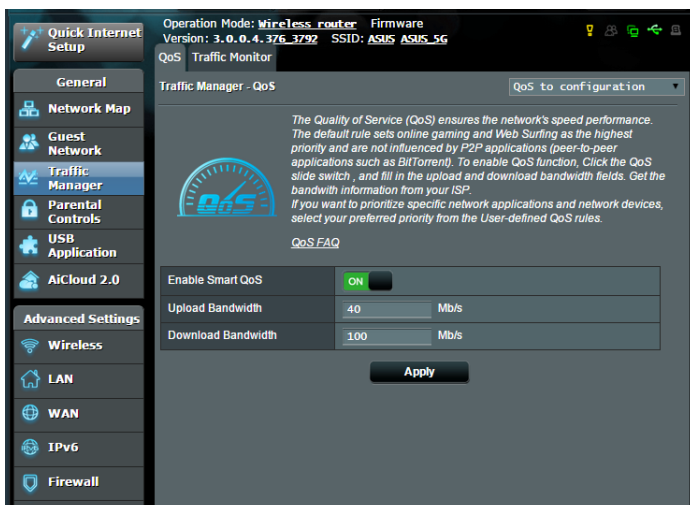 Quick Internet
Setup
Operation Mode: Wireless router Firmware
Version: 3.0.0.4.376_3792 SSID: ASUS ASUS_5G
QoS Traffic Monitor
General
Network Map
Guest
Network
Traffic
Manager
Parental
Controls
USB
Application
AiCloud 2.0
Advanced Settings
Wireless
LAN
WAN
IPv6
Firewall
Traffic Manager - QoS
QoS to configuration
QoS
The Quality of Service (QoS) ensures the network's speed performance.
The default rule sets online gaming and Web Surfing as the highest
priority and are not influenced by P2P applications (peer-to-peer
applications such as BitTorrent). To enable QoS function, Click the QoS
slide switch , and fill in the upload and download bandwidth fields. Get the
bandwith information from your ISP.
If you want to prioritize specific network applications and network devices,
select your preferred priority from the User-defined QoS rules.
QoS FAQ
Enable Smart QoS ON
Upload Bandwidth 40 Mb/s
Download Bandwidth 100 Mb/s
Apply